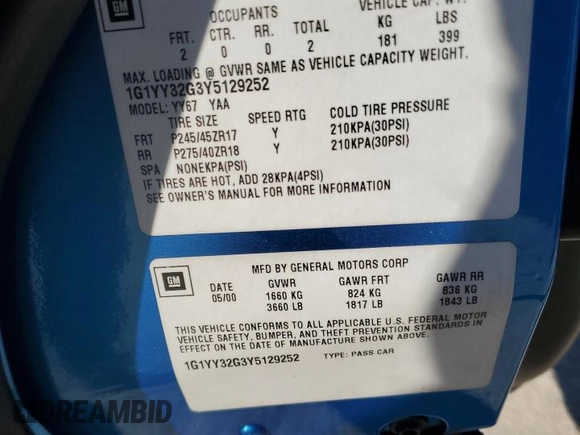 GM
OCCUPANTS VEHICLE CAP. WT.
FRT. CTR. RR. TOTAL KG LBS
2 0 0 2 181 399
MAX. LOADING @ GVWR SAME AS VEHICLE CAPACITY WEIGHT.
1G1YY32G3Y5129252
MODEL: YY67 YAA
TIRE SIZE SPEED RTG COLD TIRE PRESSURE
FRT P245/45ZR17 Y 210KPA(30PSI)
RR P275/40ZR18 Y 210KPA(30PSI)
SPA NONEKPA(PSI)
IF TIRES ARE HOT, ADD 28KPA(4PSI)
SEE OWNER'S MANUAL FOR MORE INFORMATION
GM
MFD BY GENERAL MOTORS CORP
DATE GVWR GAWR FRT GAWR RR
05/00 1660 KG 824 KG 836 KG
3660 LB 1817 LB 1843 LB
THIS VEHICLE CONFORMS TO ALL APPLICABLE U.S. FEDERAL MOTOR
VEHICLE SAFETY, BUMPER, AND THEFT PREVENTION STANDARDS IN
EFFECT ON THE DATE OF MANUFACTURE SHOWN ABOVE.
1G1YY32G3Y5129252 TYPE: PASS CAR
DREAMBID